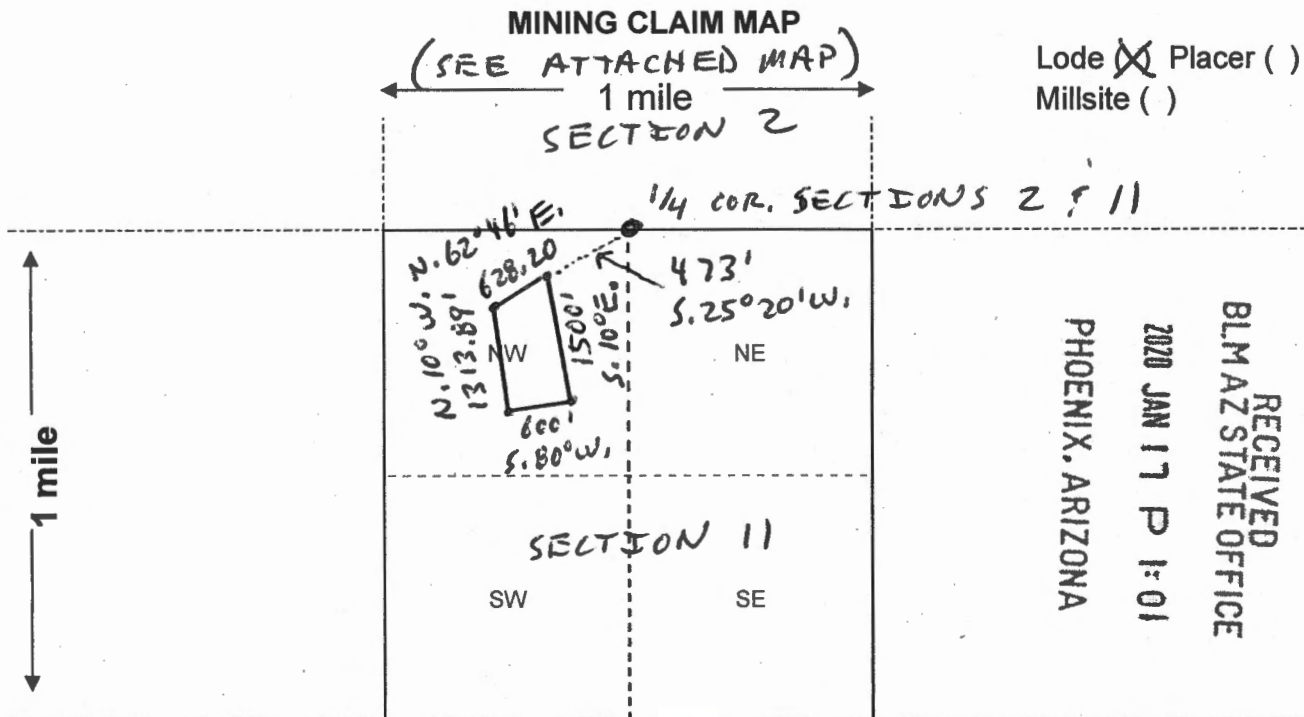 MINING CLAIM MAP
(SEE ATTACHED MAP)
Lode (X) Placer ( )
Millsite ( )
1 mile
SECTION 2
1/4 COR. SECTIONS 2 & 11
N. 62°46' E.
628.20
473'
S. 25°20' W.
N. 10° W.
1313.89'
1500'
S. 10° E.
NW
NE
600'
S. 80° W.
1 mile
SECTION 11
SW
SE
RECEIVED
BLM AZ STATE OFFICE
2020 JAN 17 P 1:01
PHOENIX, ARIZONA